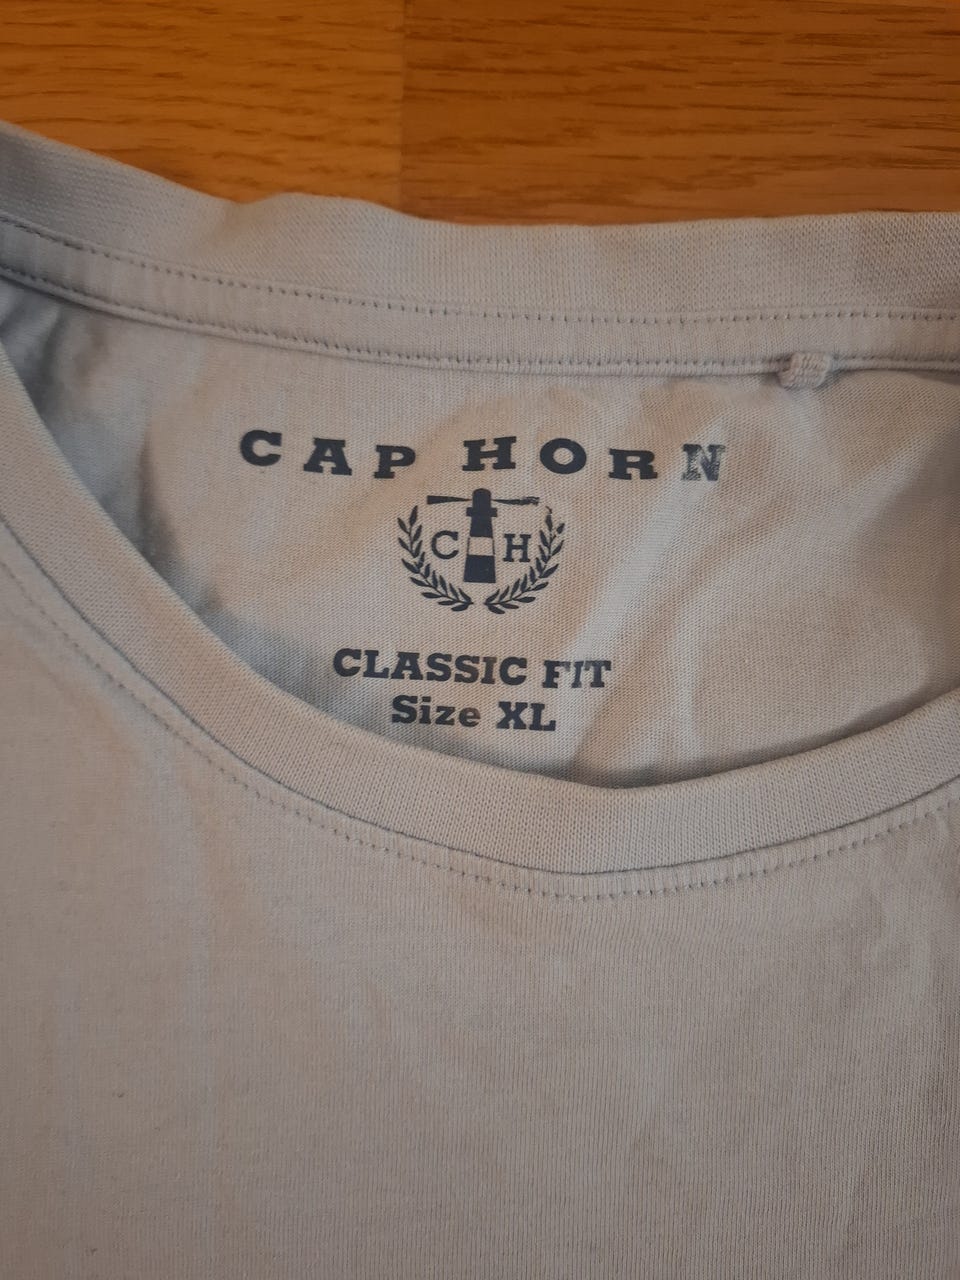 CAP HORN
C H
CLASSIC FIT
Size XL